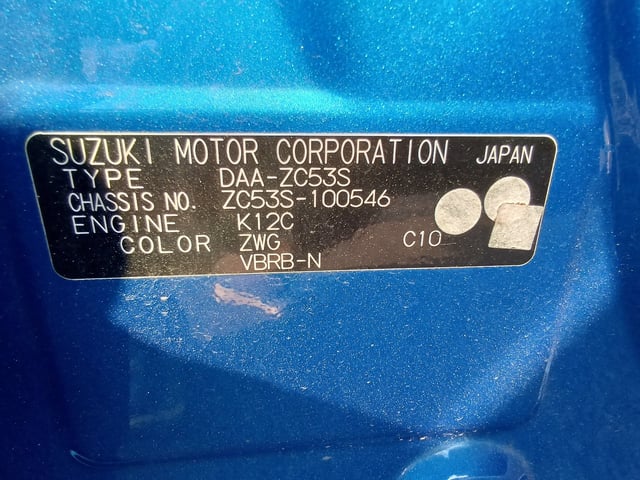 SUZUKI MOTOR CORPORATION JAPAN
TYPE DAA-ZC53S
CHASSIS NO. ZC53S-100546
ENGINE K12C
COLOR ZWG C10
VBRB-N